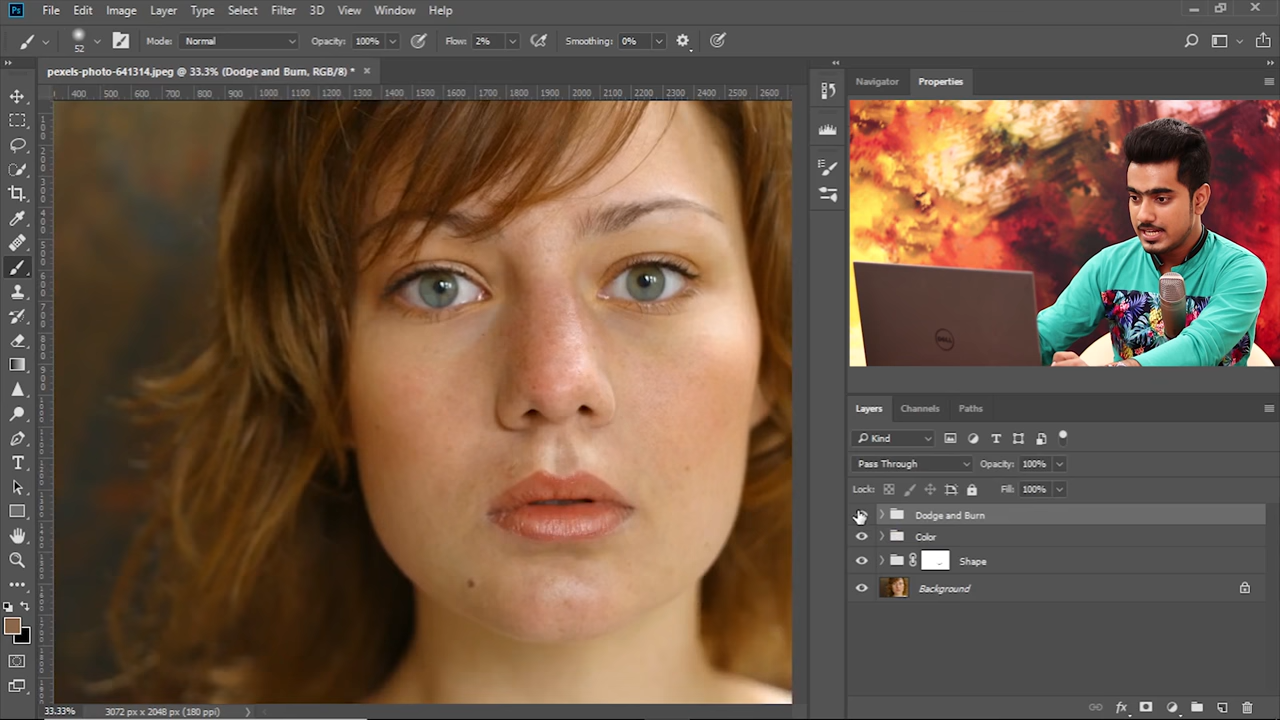 Ps File Edit Image Layer Type Select Filter 3D View Window Help
52 Mode: Normal Opacity: 100% Flow: 2% Smoothing: 0%
pexels-photo-641314.jpeg @ 33.3% (Dodge and Burn, RGB/8) *
400 500 600 700 800 900 1000 1100 1200 1300 1400 1500 1600 1700 1800 1900 2000 2100 2200 2300 2400 2500 2600
Navigator Properties
DELL
Layers Channels Paths
Kind
Pass Through Opacity: 100%
Lock: Fill: 100%
Dodge and Burn
Color
Shape
Background
33.33% 3072 px x 2048 px (180 ppi)